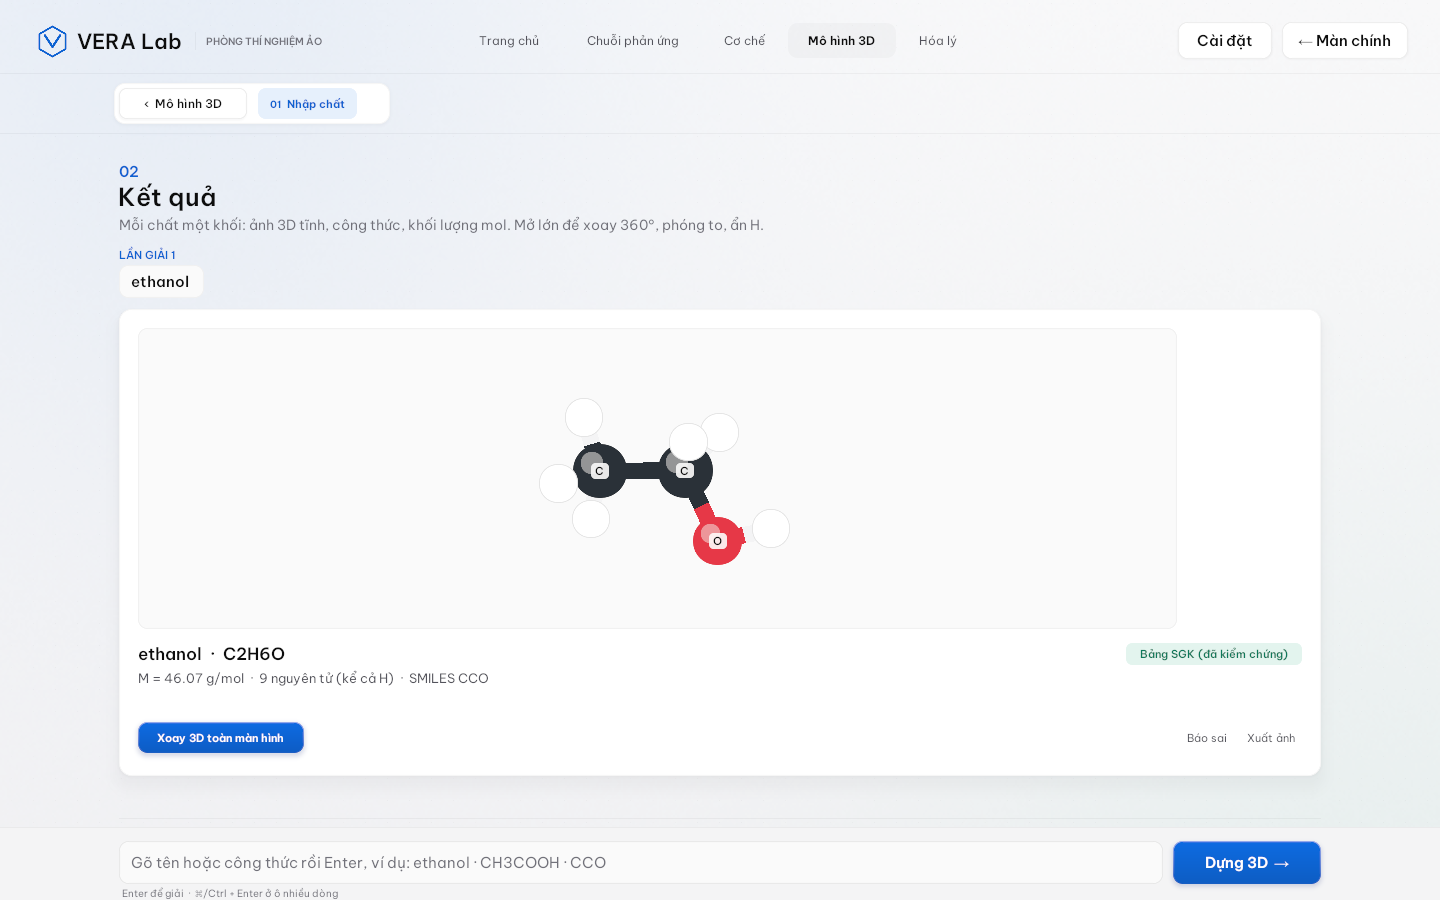 VERA Lab
PHÒNG THÍ NGHIỆM ẢO
Trang chủ
Chuỗi phản ứng
Cơ chế
Mô hình 3D
Hóa lý
Cài đặt
← Màn chính
‹ Mô hình 3D
01 Nhập chất
02
Kết quả
Mỗi chất một khối: ảnh 3D tĩnh, công thức, khối lượng mol. Mở lớn để xoay 360°, phóng to, ẩn H.
LẦN GIẢI 1
ethanol
C
C
O
ethanol · C2H6O
Bảng SGK (đã kiểm chứng)
M = 46.07 g/mol · 9 nguyên tử (kể cả H) · SMILES CCO
Xoay 3D toàn màn hình
Báo sai
Xuất ảnh
Gõ tên hoặc công thức rồi Enter, ví dụ: ethanol · CH3COOH · CCO
Dựng 3D →
Enter để giải · ⌘/Ctrl + Enter ở ô nhiều dòng